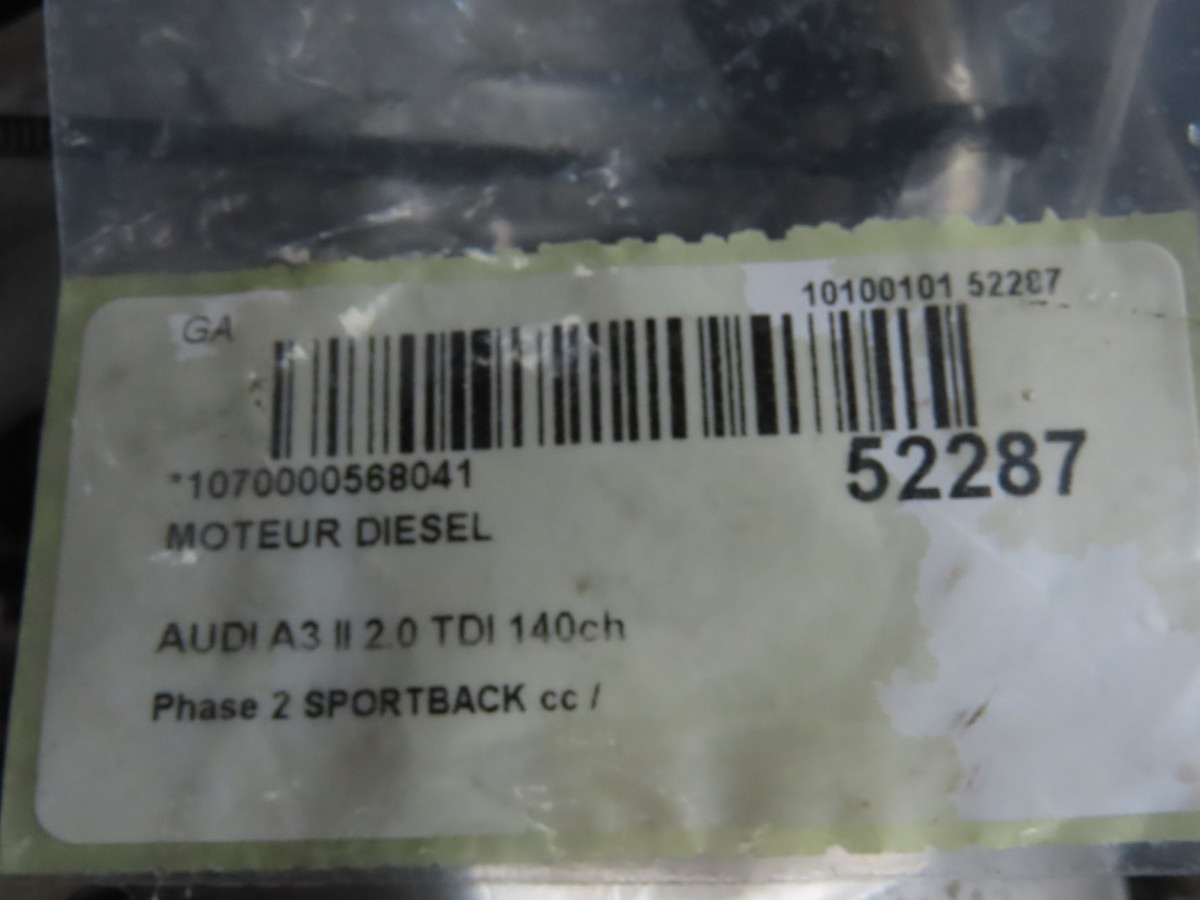 10100101 52287
GA
*1070000568041
52287
MOTEUR DIESEL
AUDI A3 II 2.0 TDI 140ch
Phase 2 SPORTBACK cc /